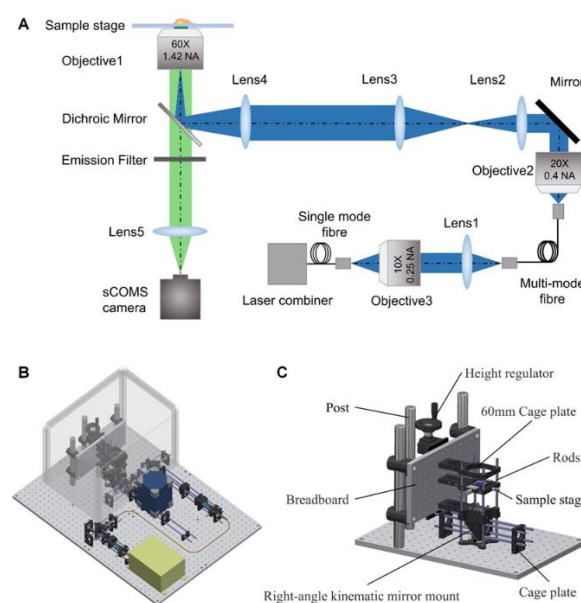 A
Sample stage
60X
1.42 NA
Objective1
Lens4
Lens3
Lens2
Mirror
Dichroic Mirror
Emission Filter
20X
0.4 NA
Objective2
Single mode
fibre
Lens1
Lens5
10X
0.25 NA
sCOMS
camera
Laser combiner
Objective3
Multi-mode
fibre
B
C
Height regulator
Post
60mm Cage plate
Rods
Breadboard
Sample stag
Right-angle kinematic mirror mount
Cage plate